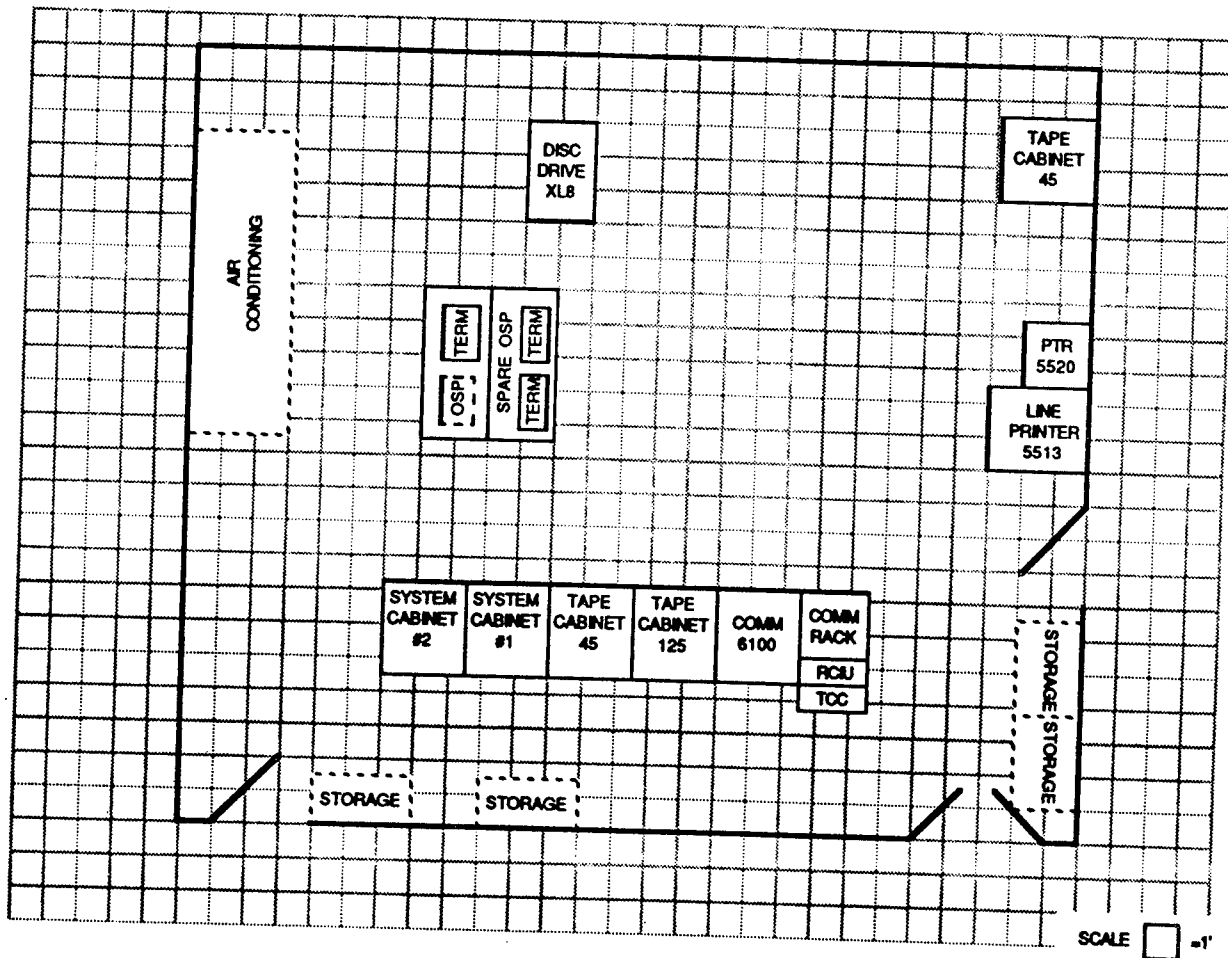 DISC
DRIVE
XL8
TAPE
CABINET
45
AIR
CONDITIONING
TERM
OSPI
SPARE OSP
TERM
TERM
PTR
5520
LINE
PRINTER
5513
SYSTEM
CABINET
#2
SYSTEM
CABINET
#1
TAPE
CABINET
45
TAPE
CABINET
125
COMM
6100
COMM
RACK
RCIU
TCC
STORAGE
STORAGE
STORAGE
STORAGE
SCALE =1'